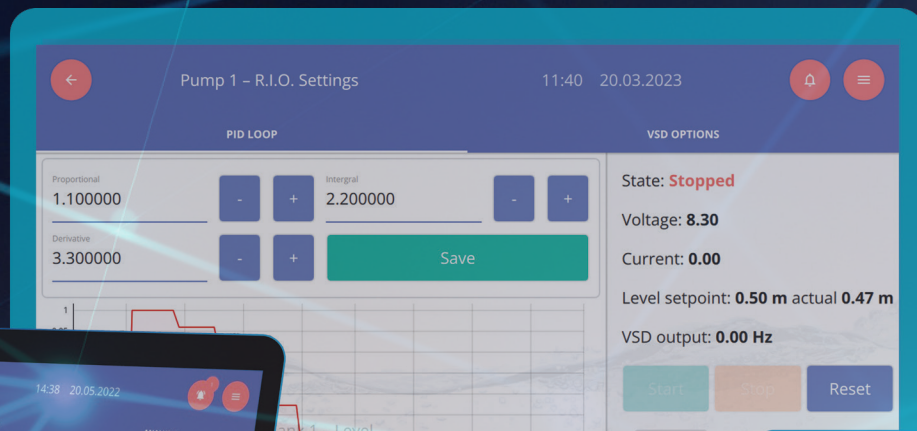 Pump 1 – R.I.O. Settings
11:40 20.03.2023
PID LOOP
VSD OPTIONS
Proportional
1.100000
-
+
Intergral
2.200000
-
+
Derivative
3.300000
-
+
Save
State: Stopped
Voltage: 8.30
Current: 0.00
Level setpoint: 0.50 m actual 0.47 m
VSD output: 0.00 Hz
Start
Stop
Reset
1
14:38 20.05.2022
1 – Level